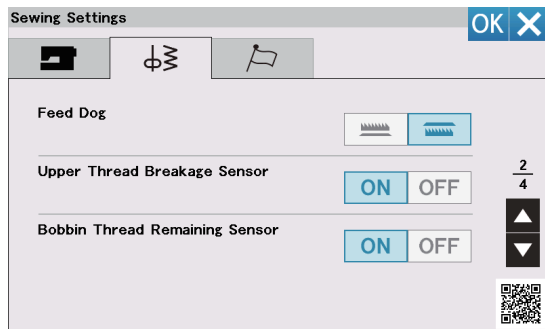 Sewing Settings
OK
Feed Dog
Upper Thread Breakage Sensor
ON OFF
2
4
Bobbin Thread Remaining Sensor
ON OFF